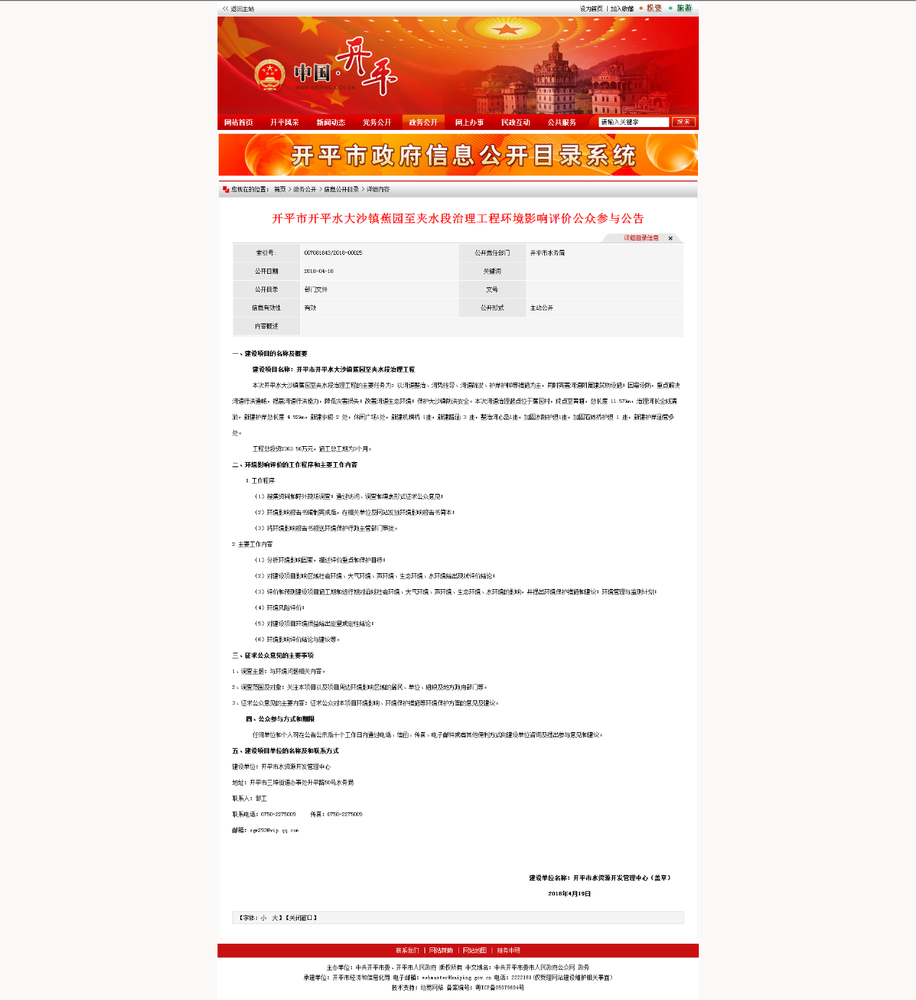 返回主站
设为首页 | 加入收藏 投资 旅游
中国·开平
WWW.KAIPING.GOV.CN
网站首页 开平风采 新闻动态 党务公开 政务公开 网上办事 民政互动 公共服务 请输入关键字 搜索
开平市政府信息公开目录系统
您现在的位置： 首页 > 政务公开 > 信息公开目录 > 详细内容
开平市开平水大沙镇蕉园至夹水段治理工程环境影响评价公众参与公告
详细目录信息 ×
索引号: 007081843/2018-00025 公开责任部门 开平市水务局
公开日期 2018-04-18 关键词
公开目录 部门文件 文号
信息有效性 有效 公开形式 主动公开
内容概述
一、建设项目的名称及概要
建设项目名称：开平市开平水大沙镇蕉园至夹水段治理工程
本次开平水大沙镇蕉园至夹水段治理工程的主要任务为：以河道整治、河势控导、河道疏浚、护岸护脚等措施为主，同时完善河道附属建筑物设施；因需设防，重点解决
河道行洪通畅，提高河道行洪能力，降低灾害损失；改善河道生态环境；保护大沙镇防洪安全。本次河道治理起点位于蕉园村，终点至黄塘，总长度 11.57km，治理河长全线清
淤，新建护岸总长度 4.92km，新建步级 2 处，休闲广场1处，新建机耕桥 1座，新建路涵 3 座，整治河心岛1座，加固水陂护坦1座，加固石咏桥护坦 1 座，新建护岸涵管多
处。
工程总投资2363.56万元，施工总工期为3个月。
二、环境影响评价的工作程序和主要工作内容
1.工作程序
（1）搜集资料和野外现场调查；通过访问、调查和填表形式征求公众意见；
（2）环境影响报告书编制完成后，在相关单位及网站发放环境影响报告书简本；
（3）将环境影响报告书报送环境保护行政主管部门审批。
2.主要工作内容
（1）分析环境影响因素，描述评价重点和保护目标；
（2）对建设项目影响区域社会环境、大气环境、声环境、生态环境、水环境给出现状评价结论；
（3）评价和预测建设项目施工期和运行期对沿线社会环境、大气环境、声环境、生态环境、水环境的影响，并提出环境保护措施和建议；环境管理与监测计划；
（4）环境风险评价；
（5）对建设项目环境损益给出定量或定性结论；
（6）环境影响评价结论与建议等。
三、征求公众意见的主要事项
1、调查主题：与环境问题相关内容。
2、调查范围及对象：关注本项目以及项目周边环境影响区域的居民、单位、组织及地方政府部门等。
3、征求公众意见的主要内容：征求公众对本项目环境影响、环境保护措施等环境保护方面的意见及建议。
四、公众参与方式和期限
任何单位和个人可在公告公示后十个工作日内通过电话、信函、传真、电子邮件或者其他便利方式向建设单位咨询及提出参与意见和建议。
五、建设项目单位的名称及和联系方式
建设单位：开平市水资源开发管理中心
地址：开平市三埠街道办事处升平路50号水务局
联系人：邹工
联系电话：0750-2275009 传真：0750-2275009
邮箱：zgm293@vip.qq.com
建设单位名称：开平市水资源开发管理中心（盖章）
2018年4月19日
【字体：小 大】【关闭窗口】
联系我们 | 网站帮助 | 网站地图 | 服务申明
主办单位：中共开平市委、开平市人民政府 版权所有 中文域名：中共开平市委市人民政府公众网.政务
承建单位：开平市经济和信息化局 电子邮箱：webmaster@kaiping.gov.cn 电话：2222181(仅受理网站建设维护相关事宜)
技术支持：动易网络 备案编号：粤ICP备05079694号